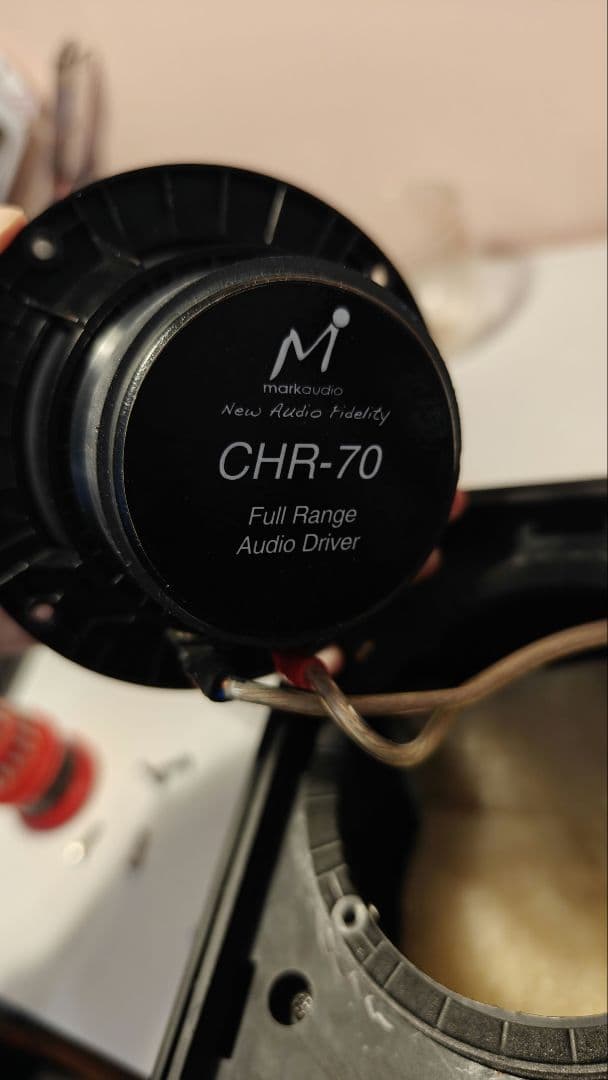 markaudio
New Audio Fidelity
CHR-70
Full Range
Audio Driver